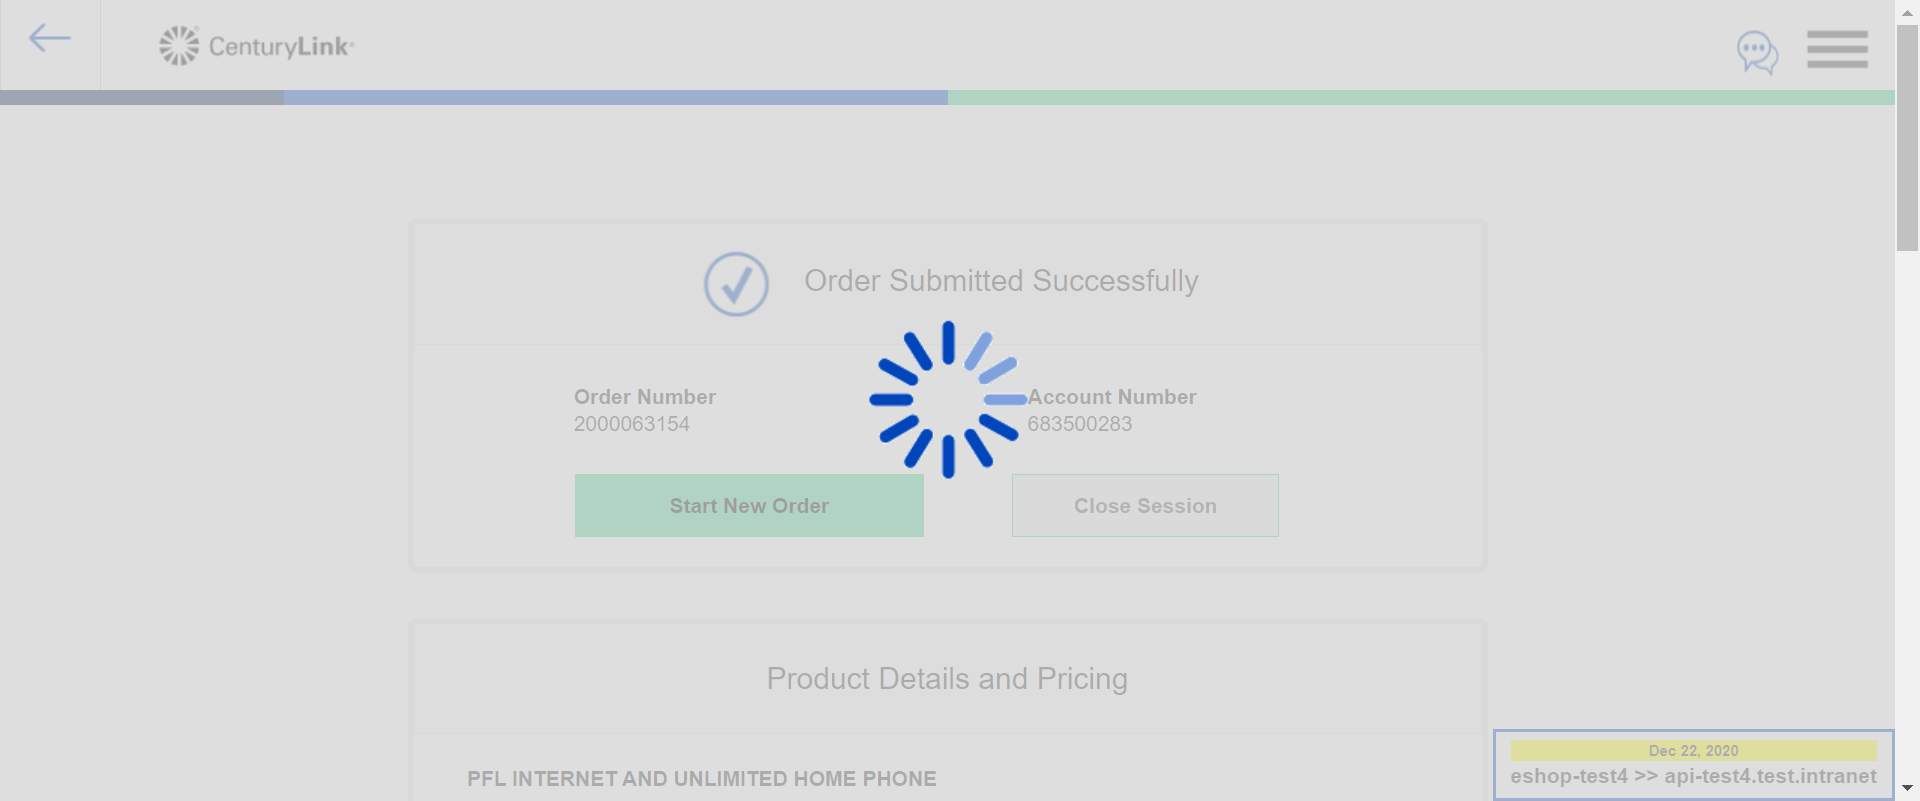 CenturyLink
Order Submitted Successfully
Order Number
2000063154
Account Number
683500283
Start New Order
Close Session
Product Details and Pricing
PFL INTERNET AND UNLIMITED HOME PHONE
Dec 22, 2020
eshop-test4 >> api-test4.test.intranet